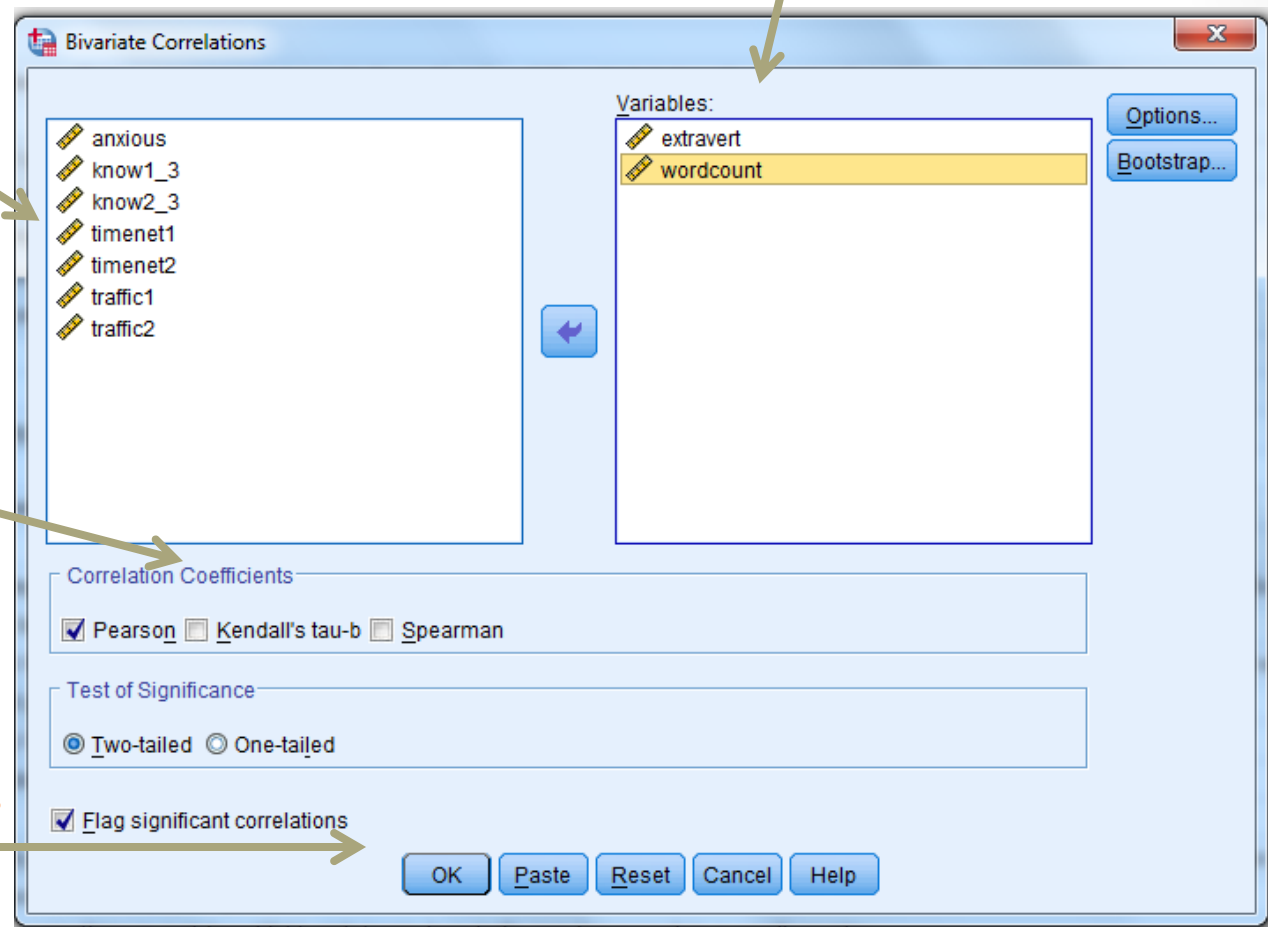 Bivariate Correlations
X
Variables:
anxious
know1_3
know2_3
timenet1
timenet2
traffic1
traffic2
extravert
wordcount
Options...
Bootstrap...
Correlation Coefficients
Pearson Kendall's tau-b Spearman
Test of Significance
Two-tailed One-tailed
Flag significant correlations
OK Paste Reset Cancel Help